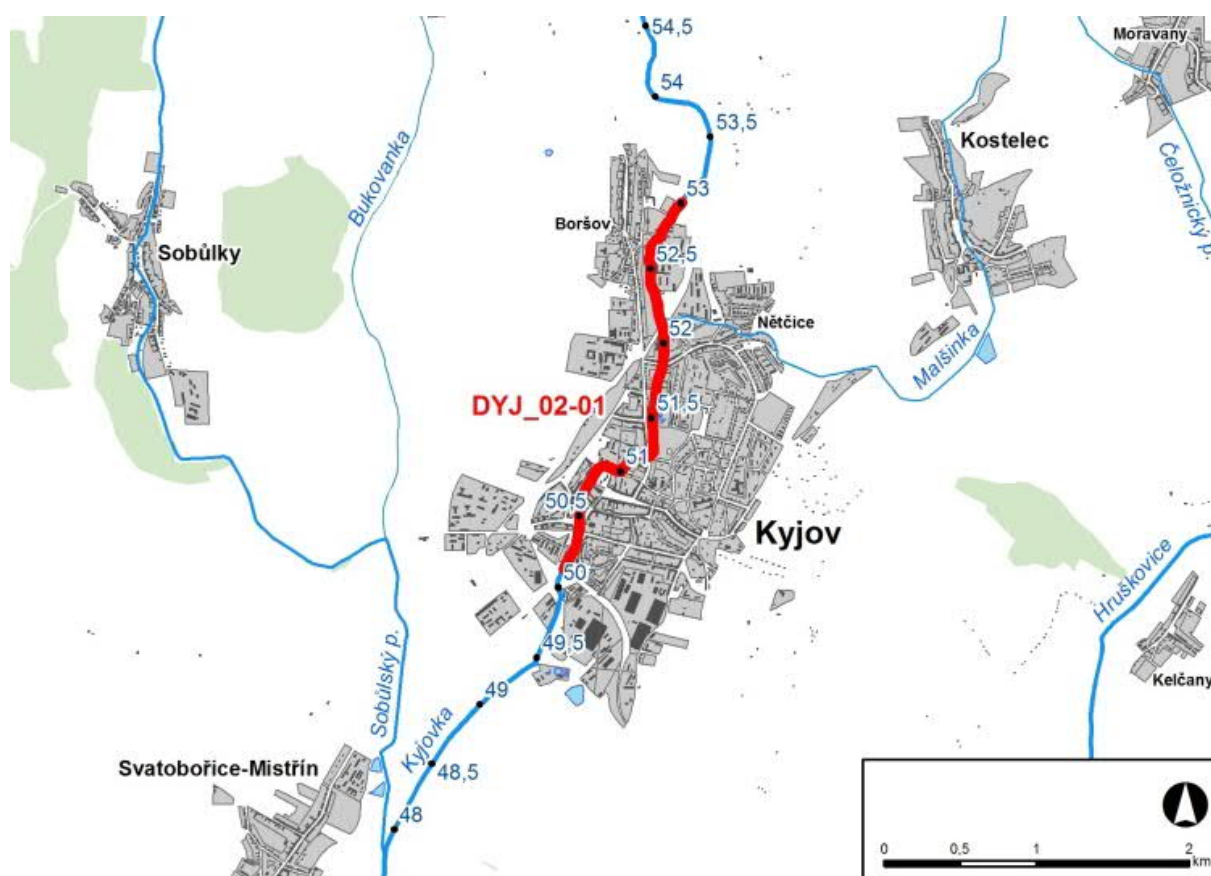 54,5
Moravany
54
53,5
Kostelec
Bukovanka
Čeložnický p.
53
Boršov
Sobůlky
52,5
Nětčice
52
Malšinka
DYJ_02-01
51,5
51
50,5
Kyjov
50
Hruškovice
49,5
Kelčany
Sobůlský p.
49
Kyjovka
Svatobořice-Mistřín
48,5
48
0 0,5 1 2
km